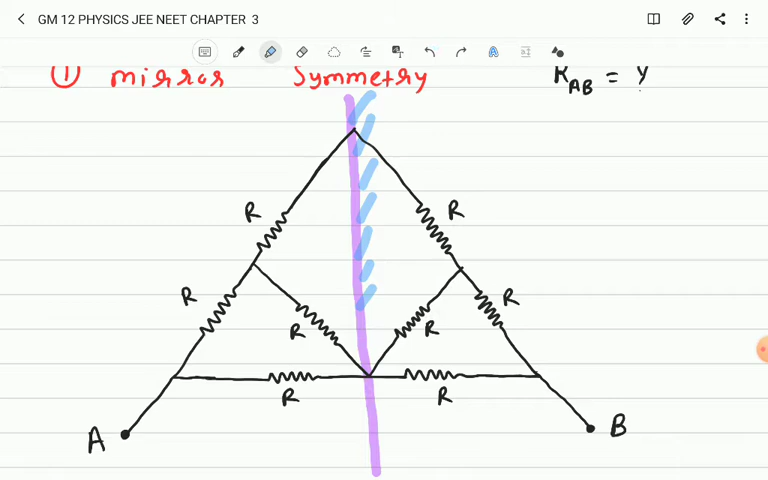 GM 12 PHYSICS JEE NEET CHAPTER 3
① mirror Symmetry R_AB = Y
R R
R R
R R
R R
A B